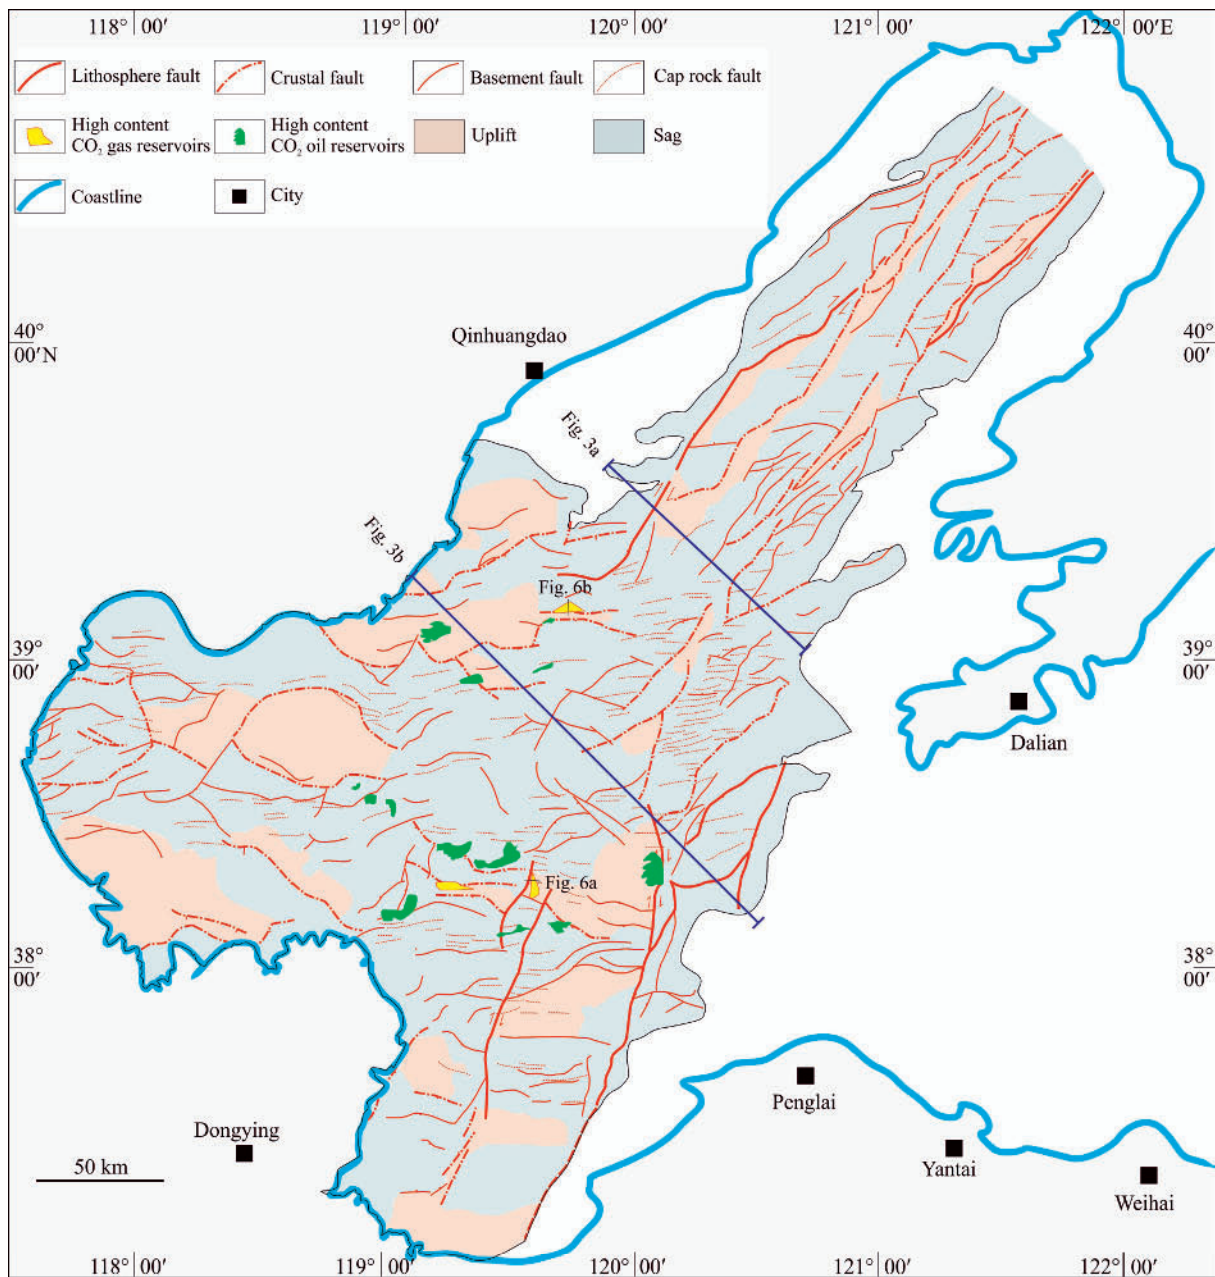 118° 00′
119° 00′
120° 00′
121° 00′
122° 00′E
Lithosphere fault
Crustal fault
Basement fault
Cap rock fault
High content
CO₂ gas reservoirs
High content
CO₂ oil reservoirs
Uplift
Sag
Coastline
City
40°
00′N
40°
00′
Qinhuangdao
Fig. 3a
Fig. 3b
Fig. 6b
39°
00′
39°
00′
Dalian
Fig. 6a
38°
00′
38°
00′
Penglai
Dongying
Yantai
50 km
Weihai
118° 00′
119° 00′
120° 00′
121° 00′
122° 00′